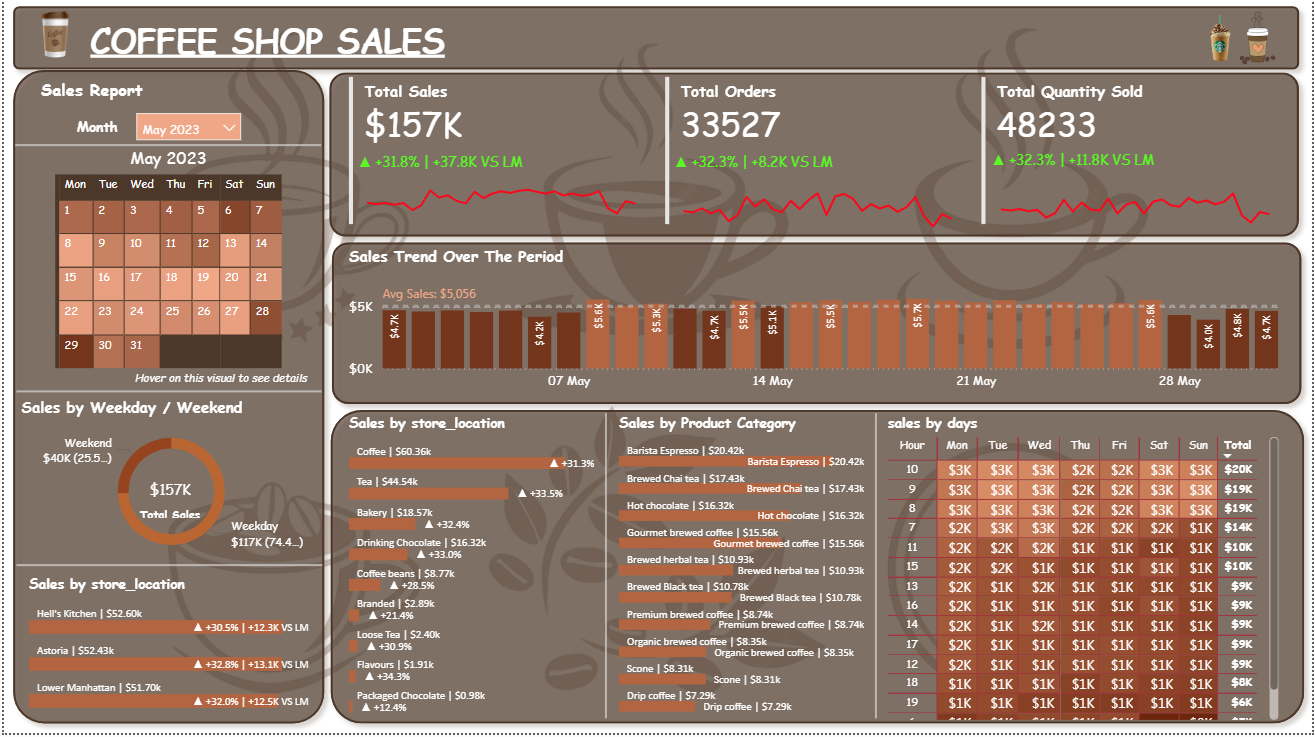 COFFEE SHOP SALES
Sales Report
Month May 2023
May 2023
Mon Tue Wed Thu Fri Sat Sun
1 2 3 4 5 6 7
8 9 10 11 12 13 14
15 16 17 18 19 20 21
22 23 24 25 26 27 28
29 30 31
Hover on this visual to see details
Sales by Weekday / Weekend
Weekend
$40K (25.5...)
$157K
Total Sales
Weekday
$117K (74.4...)
Sales by store_location
Hell's Kitchen | $52.60k
▲ +30.5% | +12.3K VS LM
Astoria | $52.43k
▲ +32.8% | +13.1K VS LM
Lower Manhattan | $51.70k
▲ +32.0% | +12.5K VS LM
Total Sales
$157K
▲ +31.8% | +37.8K VS LM
Total Orders
33527
▲ +32.3% | +8.2K VS LM
Total Quantity Sold
48233
▲ +32.3% | +11.8K VS LM
Sales Trend Over The Period
Avg Sales: $5,056
$5K
$4.7K $4.2K $5.6K $5.3K $4.7K $5.5K $5.1K $5.5K $5.7K $5.6K $4.0K $4.8K $4.7K
$0K
07 May 14 May 21 May 28 May
Sales by store_location
Coffee | $60.36k
▲ +31.3%
Tea | $44.54k
▲ +33.5%
Bakery | $18.57k
▲ +32.4%
Drinking Chocolate | $16.32k
▲ +33.0%
Coffee beans | $8.77k
▲ +28.5%
Branded | $2.89k
▲ +21.4%
Loose Tea | $2.40k
▲ +30.9%
Flavours | $1.91k
▲ +34.3%
Packaged Chocolate | $0.98k
▲ +12.4%
Sales by Product Category
Barista Espresso | $20.42k
Barista Espresso | $20.42k
Brewed Chai tea | $17.43k
Brewed Chai tea | $17.43k
Hot chocolate | $16.32k
Hot chocolate | $16.32k
Gourmet brewed coffee | $15.56k
Gourmet brewed coffee | $15.56k
Brewed herbal tea | $10.93k
Brewed herbal tea | $10.93k
Brewed Black tea | $10.78k
Brewed Black tea | $10.78k
Premium brewed coffee | $8.74k
Premium brewed coffee | $8.74k
Organic brewed coffee | $8.35k
Organic brewed coffee | $8.35k
Scone | $8.31k
Scone | $8.31k
Drip coffee | $7.29k
Drip coffee | $7.29k
sales by days
Hour Mon Tue Wed Thu Fri Sat Sun Total
10 $3K $3K $3K $2K $2K $3K $3K $20K
9 $3K $3K $3K $2K $2K $3K $3K $19K
8 $3K $3K $3K $2K $2K $3K $3K $19K
7 $2K $3K $3K $2K $2K $2K $1K $14K
11 $2K $2K $2K $1K $1K $1K $1K $10K
15 $2K $2K $2K $1K $1K $1K $1K $10K
13 $2K $1K $2K $1K $1K $1K $1K $9K
16 $2K $1K $1K $1K $1K $1K $1K $9K
14 $2K $1K $1K $1K $1K $1K $1K $9K
17 $2K $1K $1K $1K $1K $1K $1K $9K
12 $2K $1K $1K $1K $1K $1K $1K $9K
18 $1K $1K $1K $1K $1K $1K $1K $8K
19 $1K $1K $1K $1K $1K $1K $1K $6K